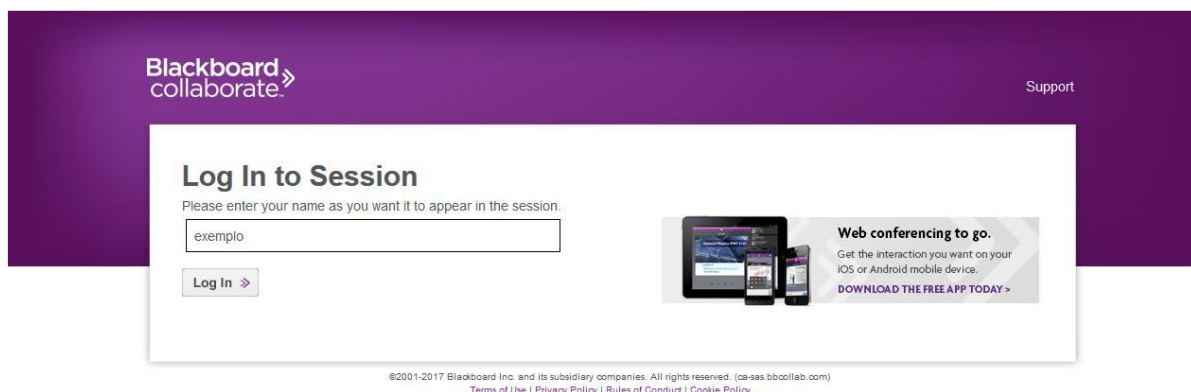 Blackboard
collaborate™
Support
Log In to Session
Please enter your name as you want it to appear in the session.
exemplo
Log In
Web conferencing to go.
Get the interaction you want on your
iOS or Android mobile device.
DOWNLOAD THE FREE APP TODAY >
©2001-2017 Blackboard Inc. and its subsidiary companies. All rights reserved. (ca-sas.bbcollab.com)
Terms of Use | Privacy Policy | Rules of Conduct | Cookie Policy